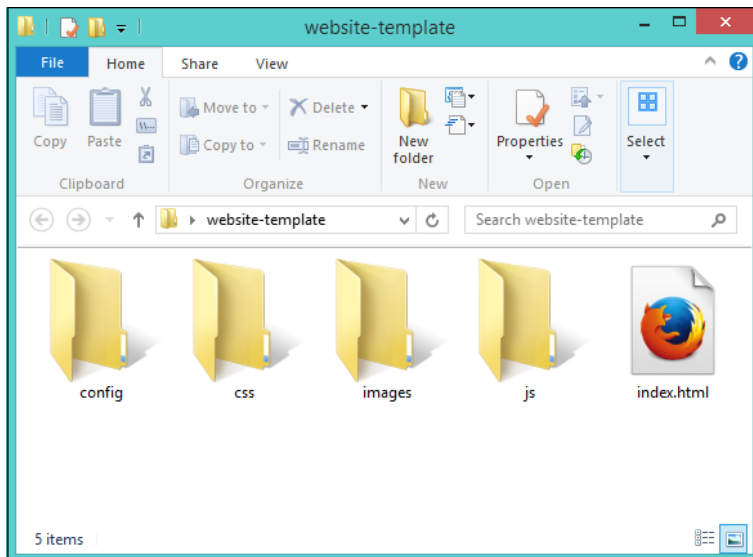 website-template
File Home Share View
Copy Paste Move to Delete New folder Properties Select
Copy to Rename
Clipboard Organize New Open
website-template Search website-template
config css images js index.html
5 items